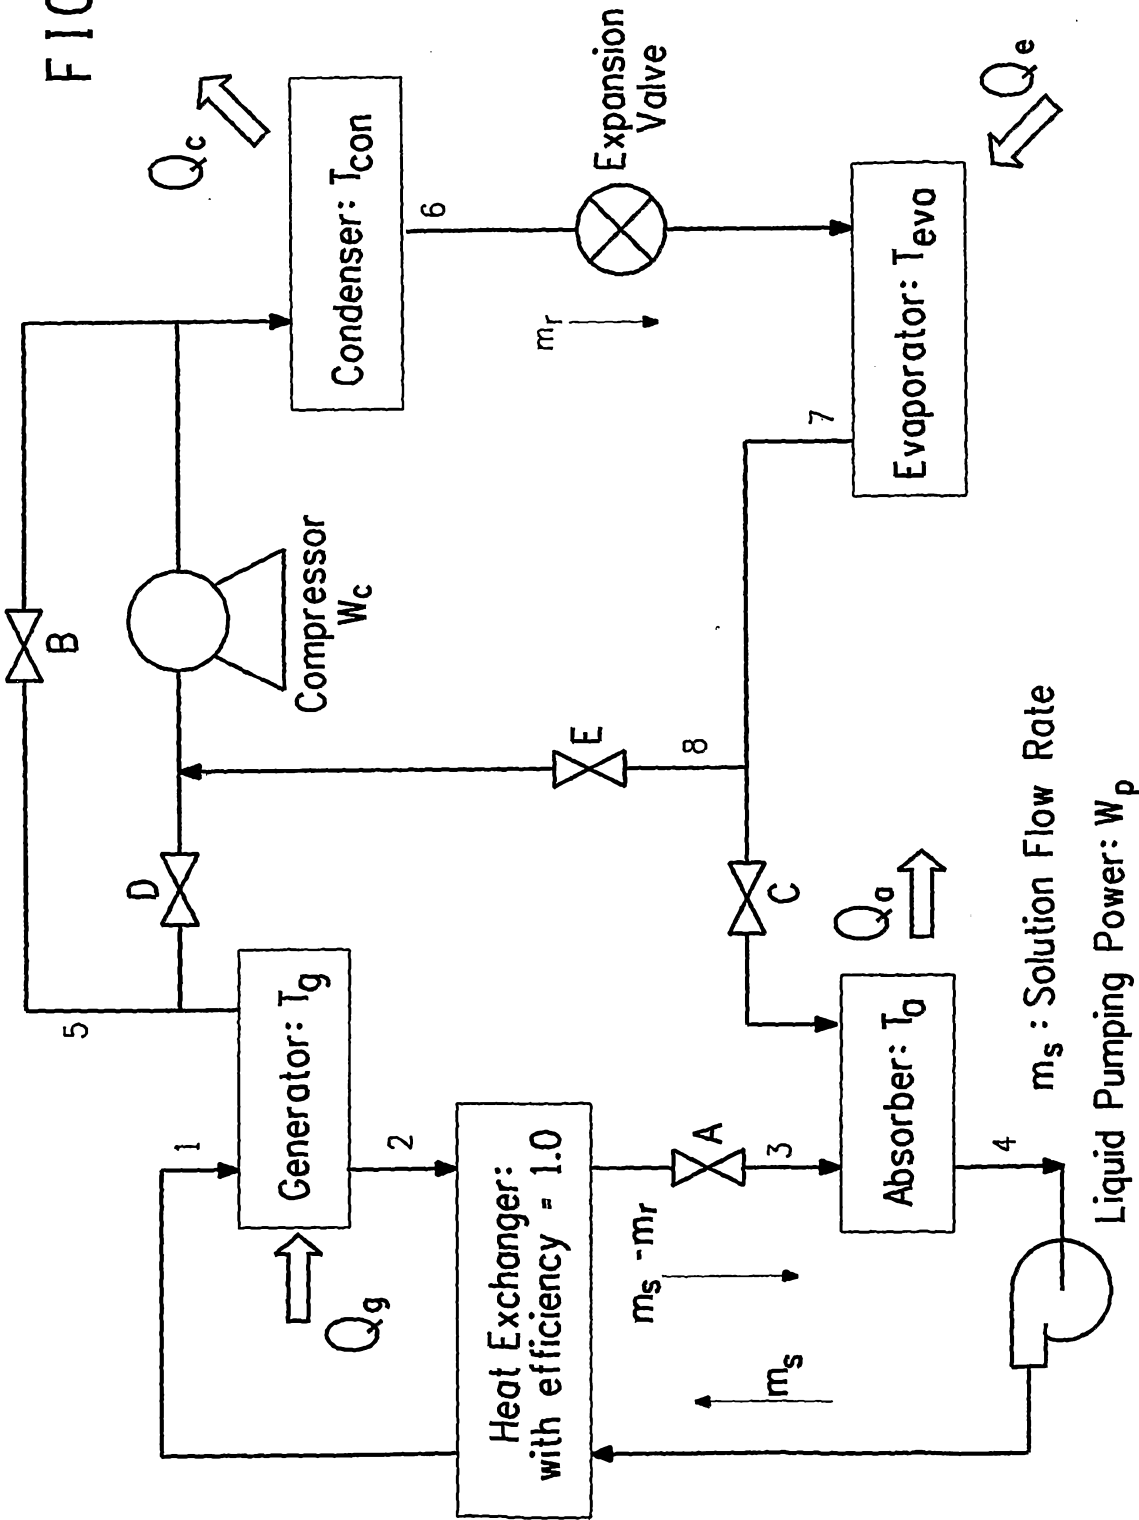 FIG
Q_c
B
Condenser: T_con
6
Expansion
Valve
Q_e
m_r
Compressor
W_c
Evaporator: T_eva
7
D
E
8
5
C
Generator: T_g
1
2
Q_g
Heat Exchanger:
with efficiency = 1.0
A
3
m_s - m_r
m_s
Absorber: T_a
Q_a
4
m_s : Solution Flow Rate
Liquid Pumping Power: W_p